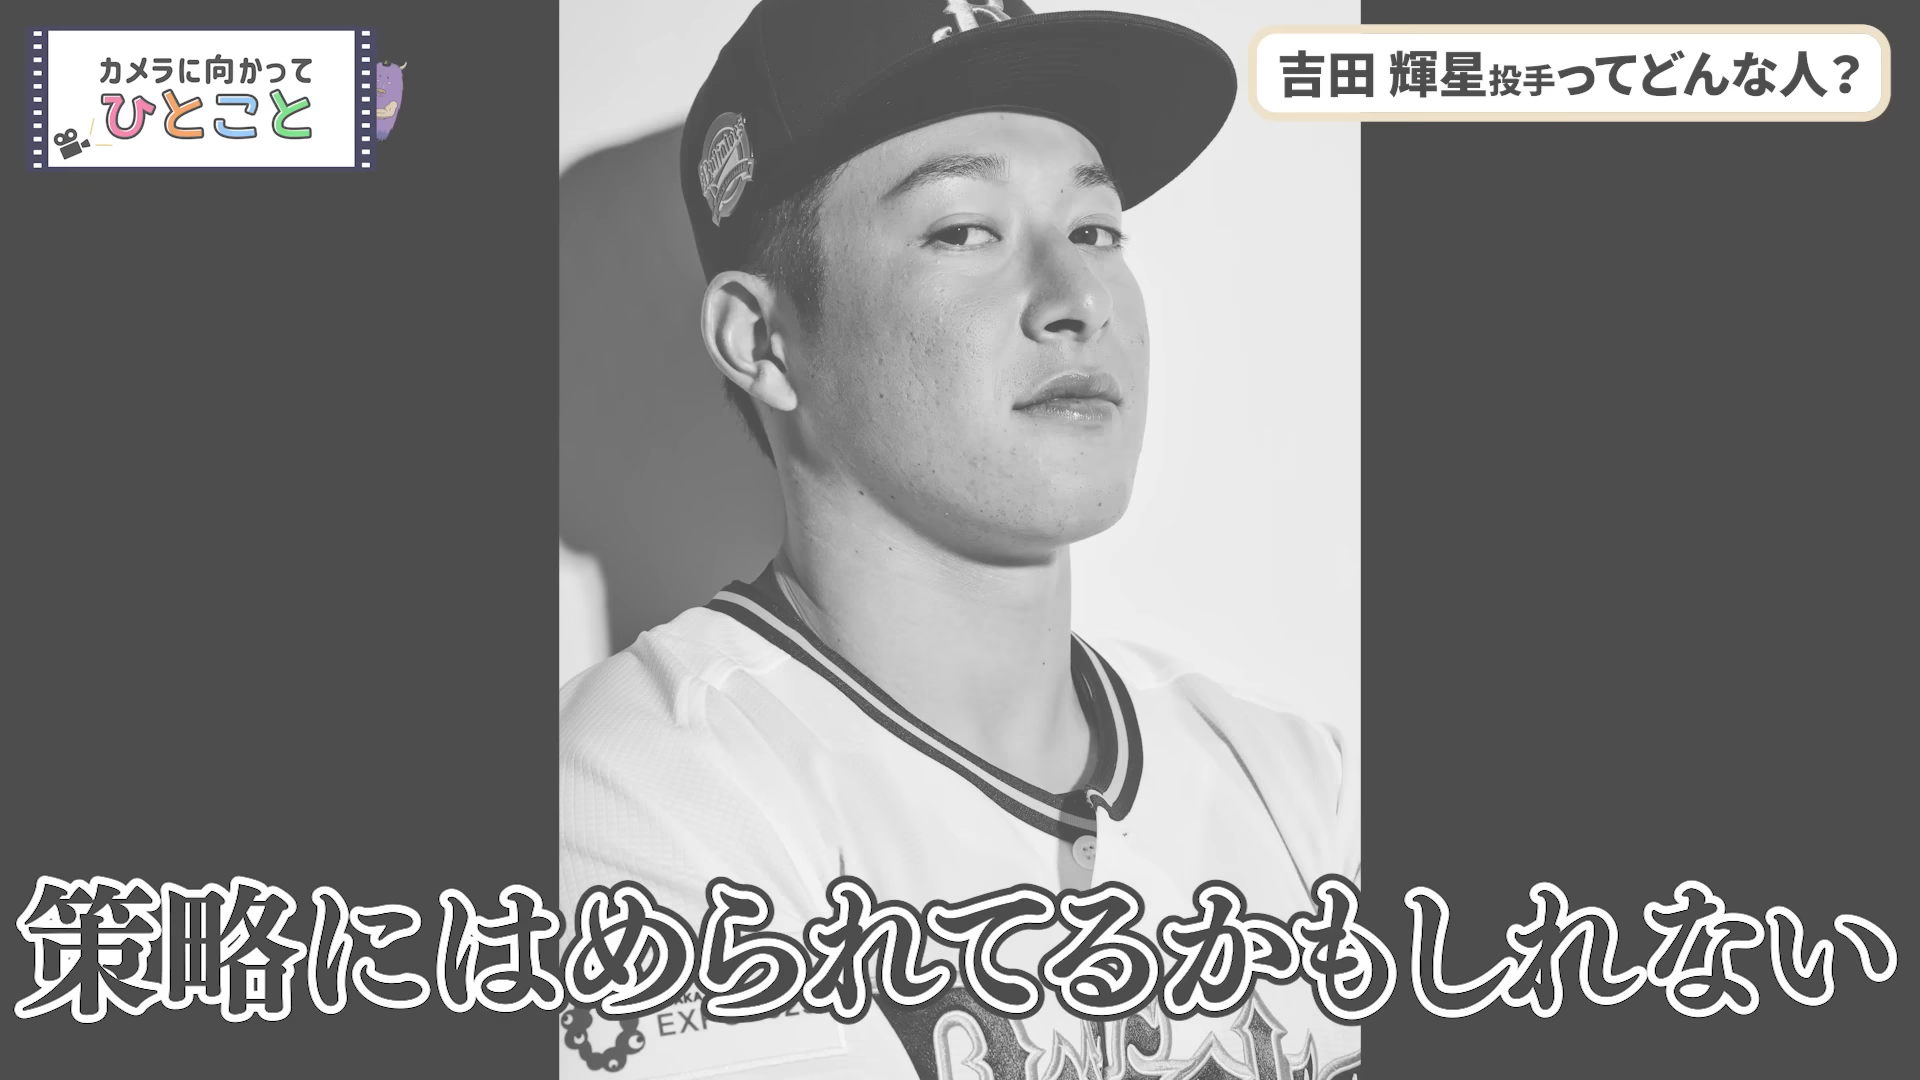 カメラに向かって
ひとこと
吉田 輝星投手ってどんな人？
Buffaloes
策略にはめられてるかもしれない